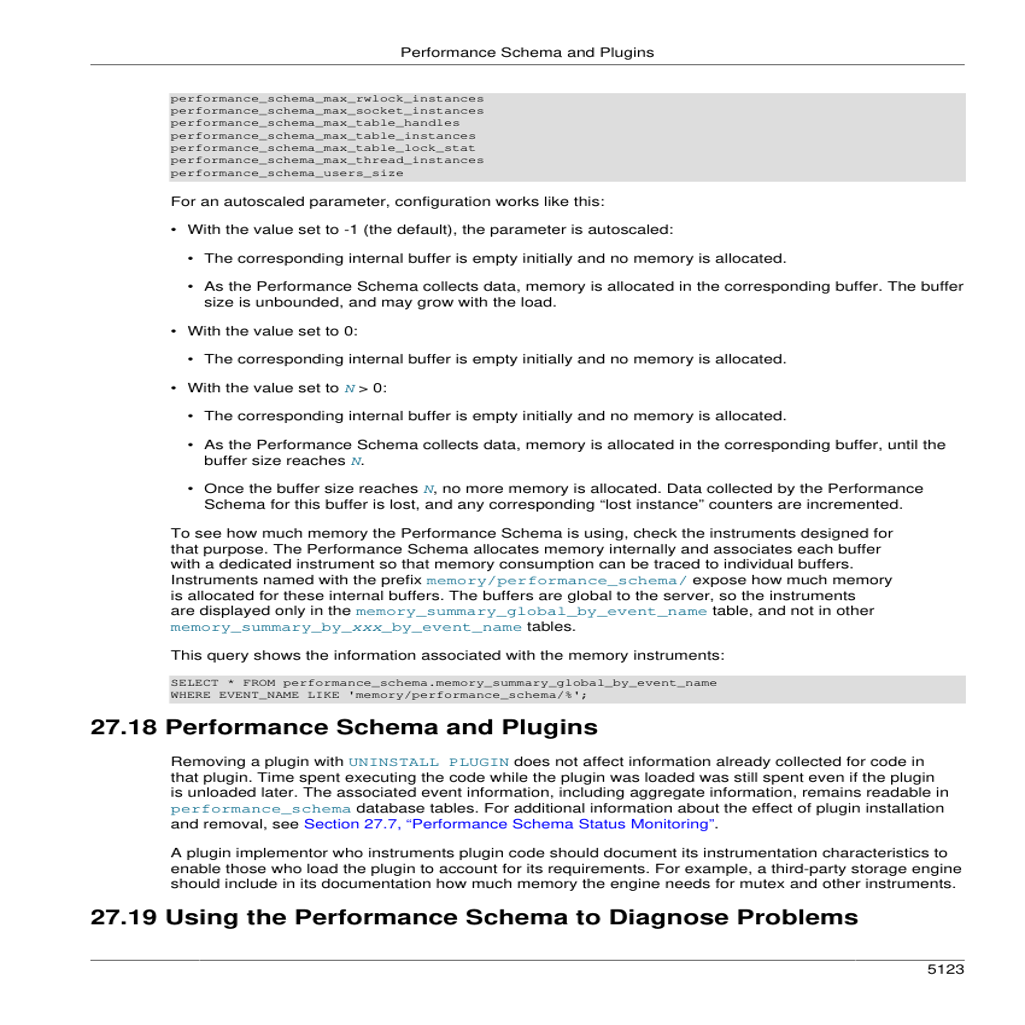 Performance Schema and Plugins
performance_schema_max_rwlock_instances
performance_schema_max_socket_instances
performance_schema_max_table_handles
performance_schema_max_table_instances
performance_schema_max_table_lock_stat
performance_schema_max_thread_instances
performance_schema_users_size
For an autoscaled parameter, configuration works like this:
• With the value set to -1 (the default), the parameter is autoscaled:
• The corresponding internal buffer is empty initially and no memory is allocated.
• As the Performance Schema collects data, memory is allocated in the corresponding buffer. The buffer
size is unbounded, and may grow with the load.
• With the value set to 0:
• The corresponding internal buffer is empty initially and no memory is allocated.
• With the value set to N > 0:
• The corresponding internal buffer is empty initially and no memory is allocated.
• As the Performance Schema collects data, memory is allocated in the corresponding buffer, until the
buffer size reaches N.
• Once the buffer size reaches N, no more memory is allocated. Data collected by the Performance
Schema for this buffer is lost, and any corresponding “lost instance” counters are incremented.
To see how much memory the Performance Schema is using, check the instruments designed for
that purpose. The Performance Schema allocates memory internally and associates each buffer
with a dedicated instrument so that memory consumption can be traced to individual buffers.
Instruments named with the prefix memory/performance_schema/ expose how much memory
is allocated for these internal buffers. The buffers are global to the server, so the instruments
are displayed only in the memory_summary_global_by_event_name table, and not in other
memory_summary_by_xxx_by_event_name tables.
This query shows the information associated with the memory instruments:
SELECT * FROM performance_schema.memory_summary_global_by_event_name
WHERE EVENT_NAME LIKE 'memory/performance_schema/%';
27.18 Performance Schema and Plugins
Removing a plugin with UNINSTALL PLUGIN does not affect information already collected for code in
that plugin. Time spent executing the code while the plugin was loaded was still spent even if the plugin
is unloaded later. The associated event information, including aggregate information, remains readable in
performance_schema database tables. For additional information about the effect of plugin installation
and removal, see Section 27.7, “Performance Schema Status Monitoring”.
A plugin implementor who instruments plugin code should document its instrumentation characteristics to
enable those who load the plugin to account for its requirements. For example, a third-party storage engine
should include in its documentation how much memory the engine needs for mutex and other instruments.
27.19 Using the Performance Schema to Diagnose Problems
5123